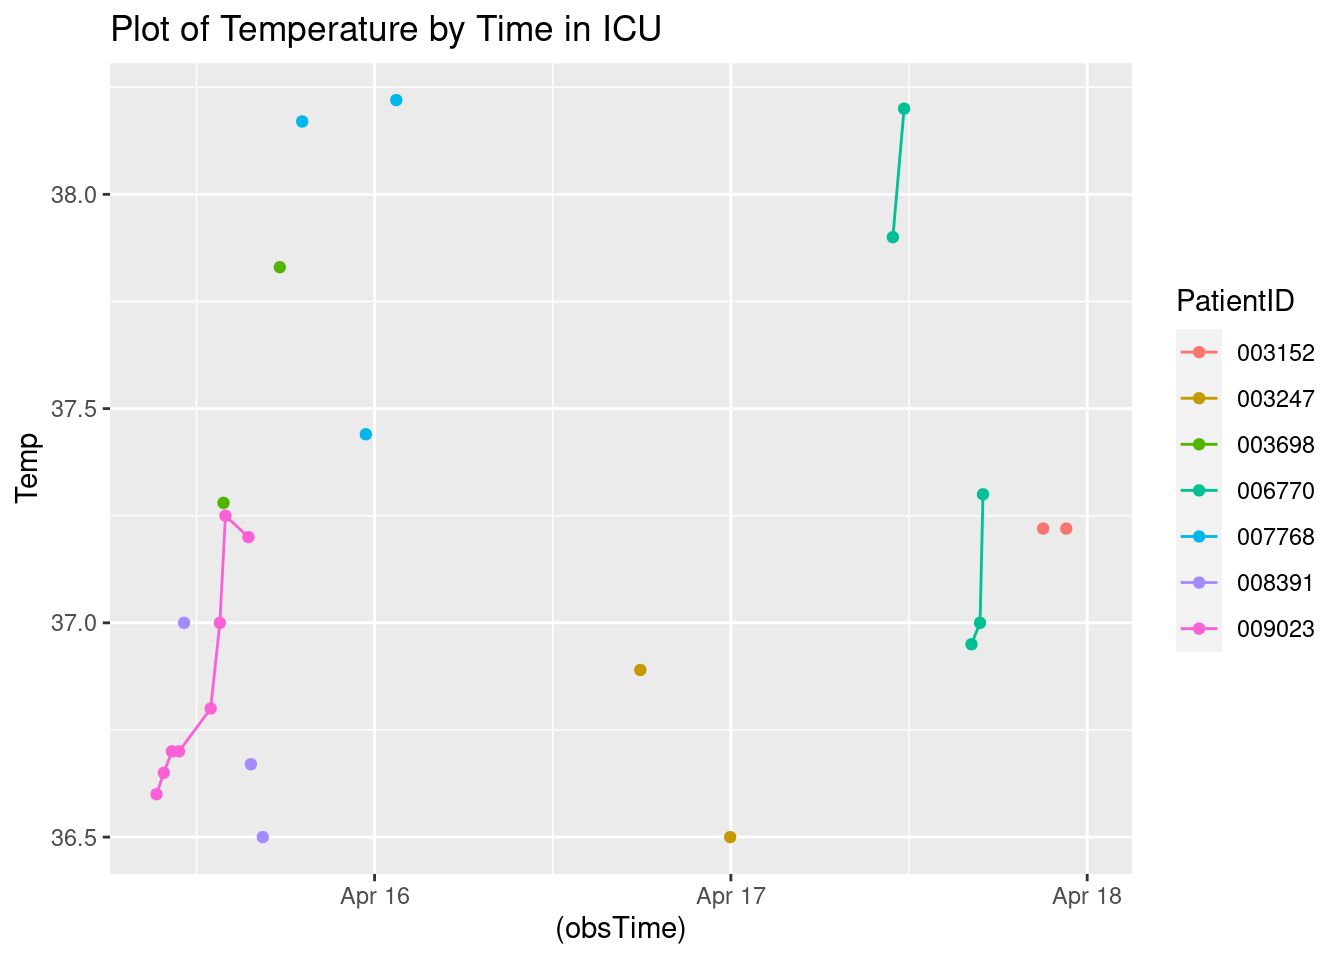 Plot of Temperature by Time in ICU
38.0
37.5
37.0
36.5
Temp
Apr 16 Apr 17 Apr 18
(obsTime)
PatientID
003152
003247
003698
006770
007768
008391
009023